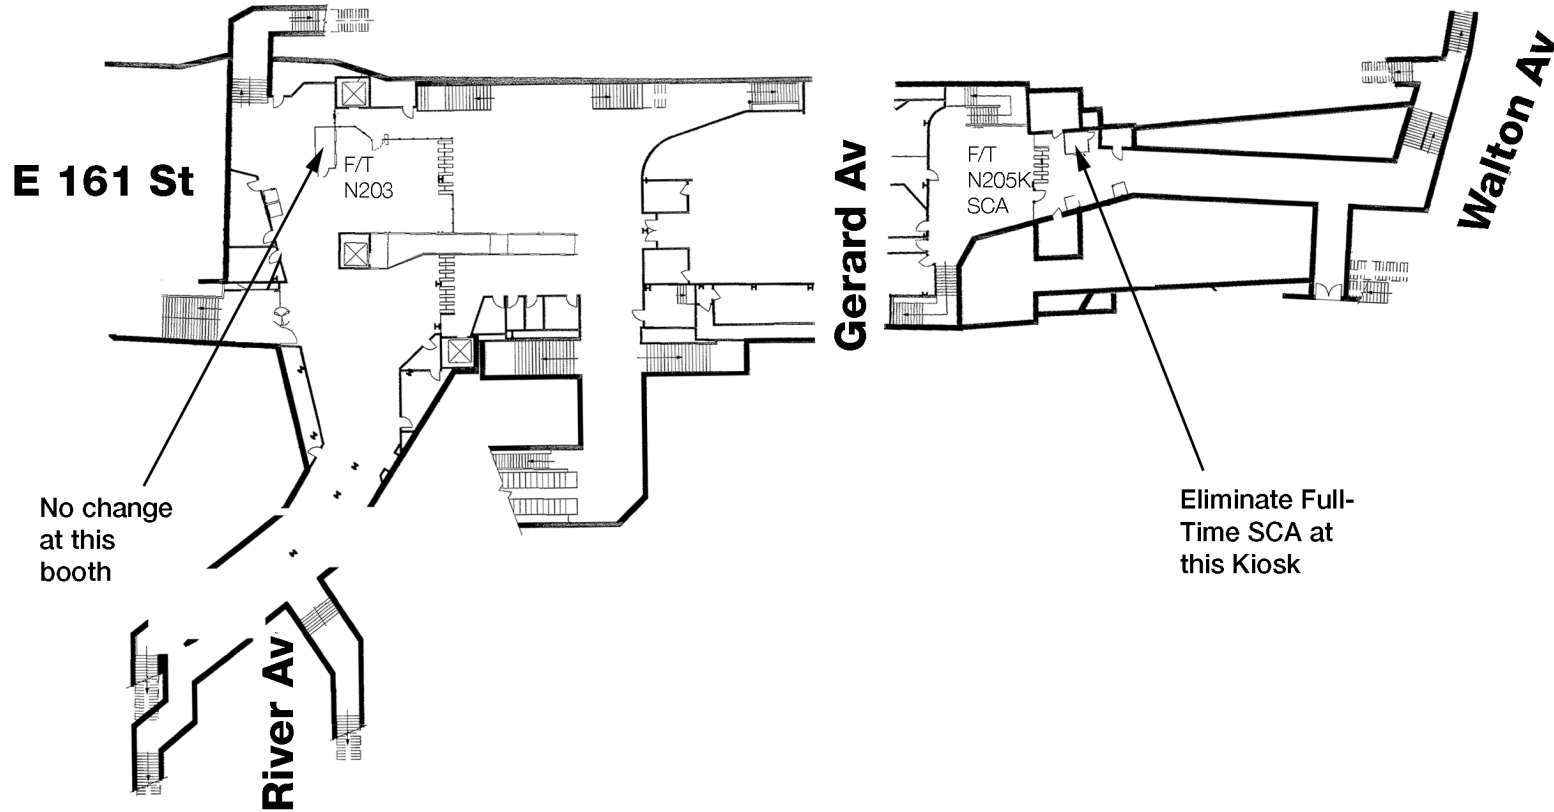 E 161 St
F/T
N203
No change
at this
booth
River Av
Gerard Av
F/T
N205K
SCA
Eliminate Full-
Time SCA at
this Kiosk
Walton Av